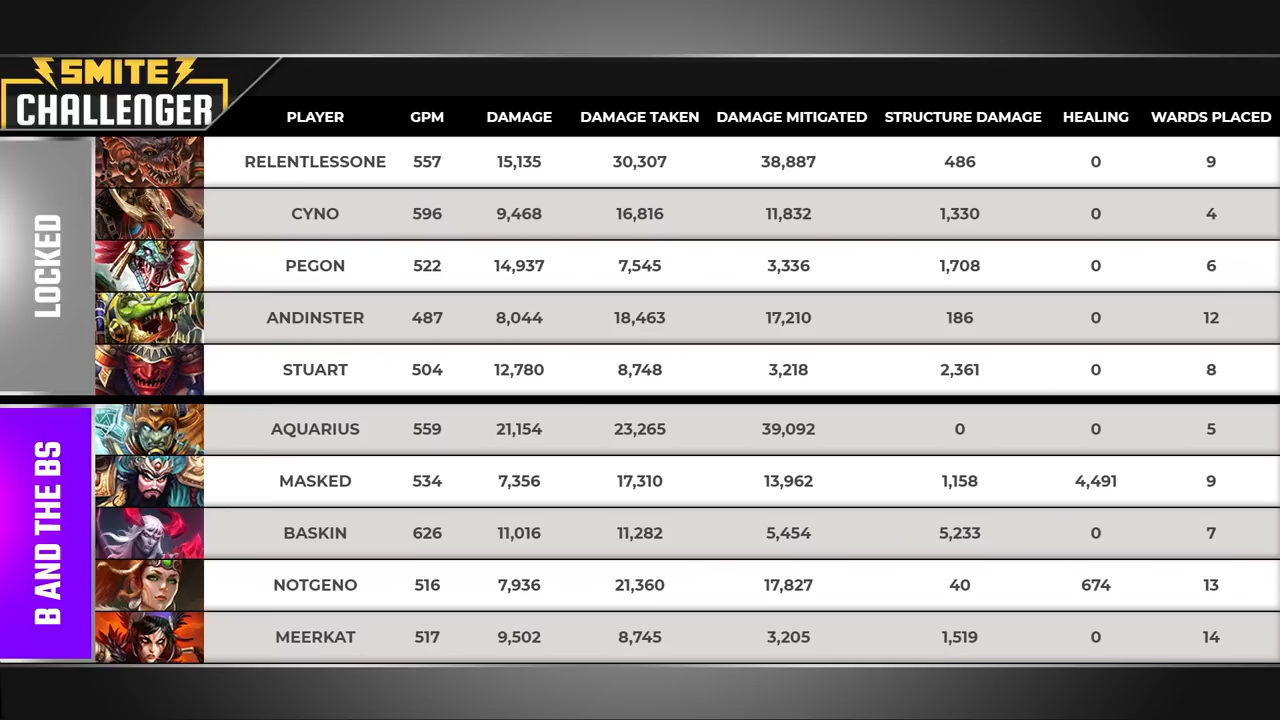 SMITE
CHALLENGER
PLAYER GPM DAMAGE DAMAGE TAKEN DAMAGE MITIGATED STRUCTURE DAMAGE HEALING WARDS PLACED
LOCKED
RELENTLESSONE 557 15,135 30,307 38,887 486 0 9
CYNO 596 9,468 16,816 11,832 1,330 0 4
PEGON 522 14,937 7,545 3,336 1,708 0 6
ANDINSTER 487 8,044 18,463 17,210 186 0 12
STUART 504 12,780 8,748 3,218 2,361 0 8
B AND THE BS
AQUARIUS 559 21,154 23,265 39,092 0 0 5
MASKED 534 7,356 17,310 13,962 1,158 4,491 9
BASKIN 626 11,016 11,282 5,454 5,233 0 7
NOTGENO 516 7,936 21,360 17,827 40 674 13
MEERKAT 517 9,502 8,745 3,205 1,519 0 14